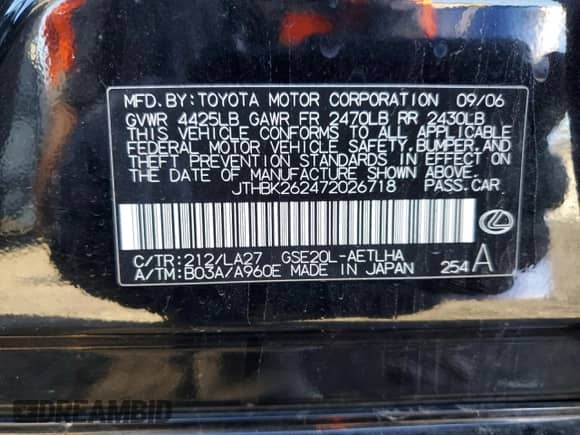 MFD.BY:TOYOTA MOTOR CORPORATION 09/06
GVWR 4425LB GAWR FR 2470LB RR 2430LB
THIS VEHICLE CONFORMS TO ALL APPLICABLE
FEDERAL MOTOR VEHICLE SAFETY,BUMPER,AND
THEFT PREVENTION STANDARDS IN EFFECT ON
THE DATE OF MANUFACTURE SHOWN ABOVE.
JTHBK262472026718 PASS.CAR
C/TR:212/LA27 GSE20L-AETLHA
A/TM:B03A/A960E MADE IN JAPAN 254 A
DREAMBID